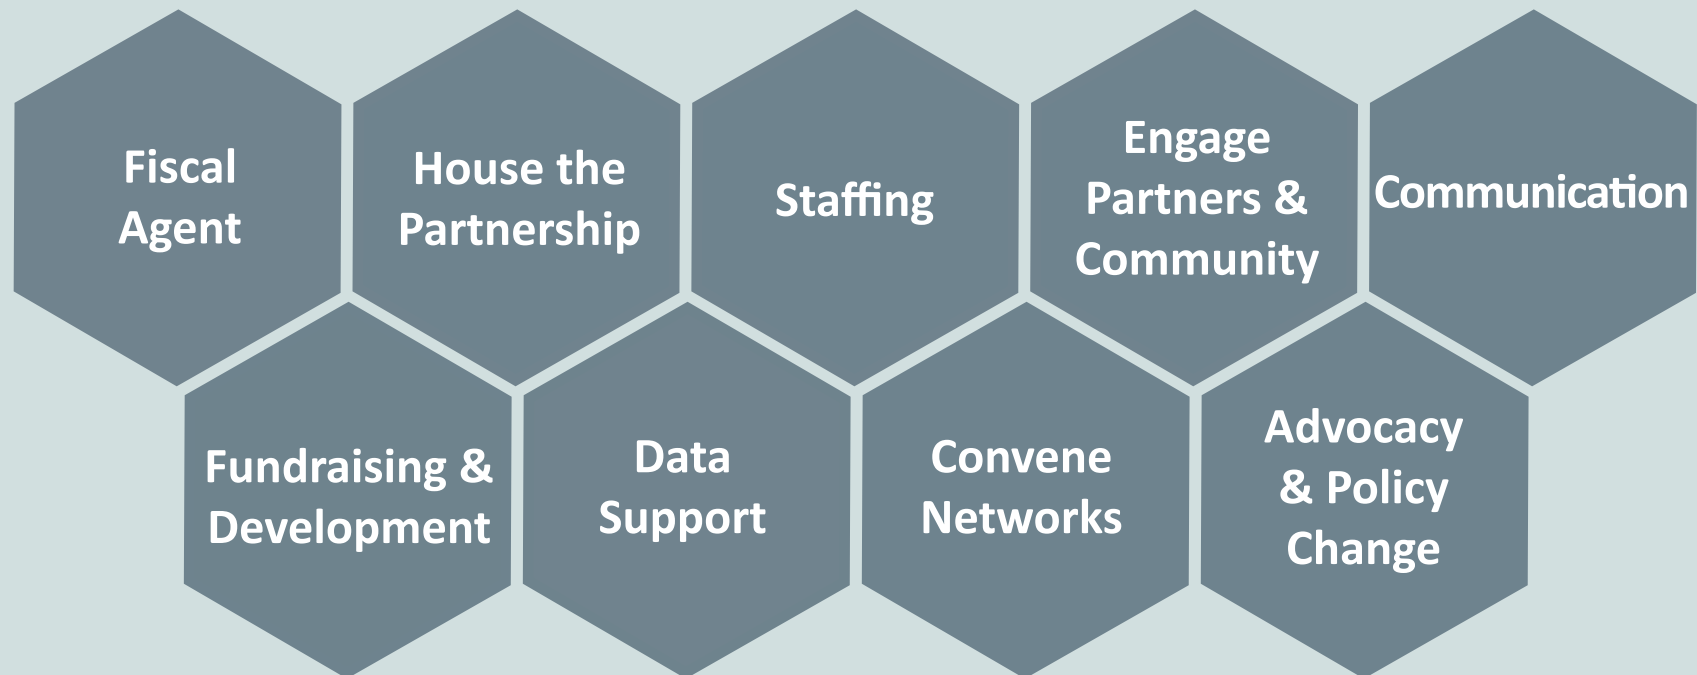 Fiscal
Agent
House the
Partnership
Staffing
Engage
Partners &
Community
Communication
Fundraising &
Development
Data
Support
Convene
Networks
Advocacy
& Policy
Change